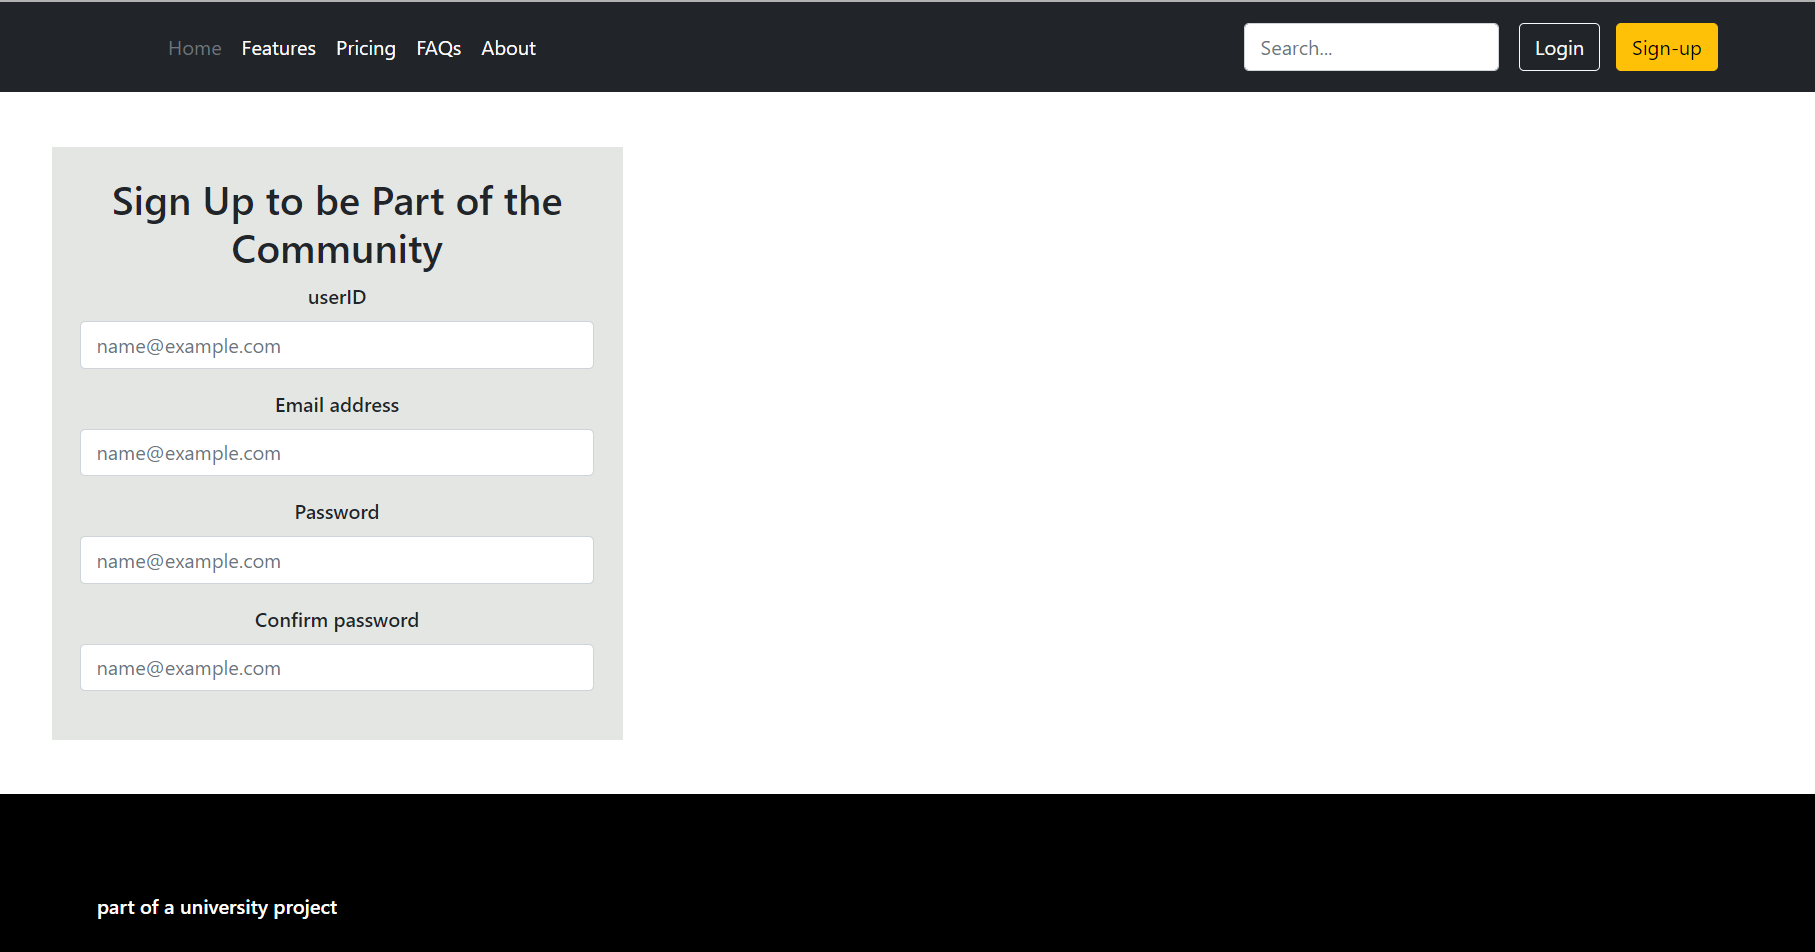 Home Features Pricing FAQs About Search... Login Sign-up
Sign Up to be Part of the
Community
userID
name@example.com
Email address
name@example.com
Password
name@example.com
Confirm password
name@example.com
part of a university project